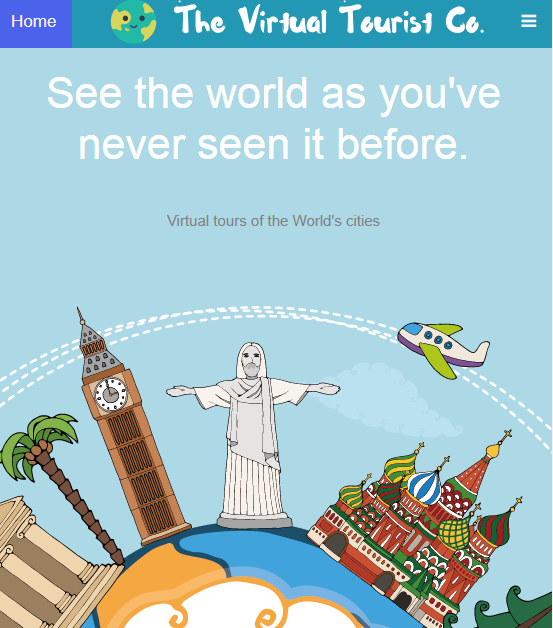 Home
The Virtual Tourist Co.
See the world as you've
never seen it before.
Virtual tours of the World's cities